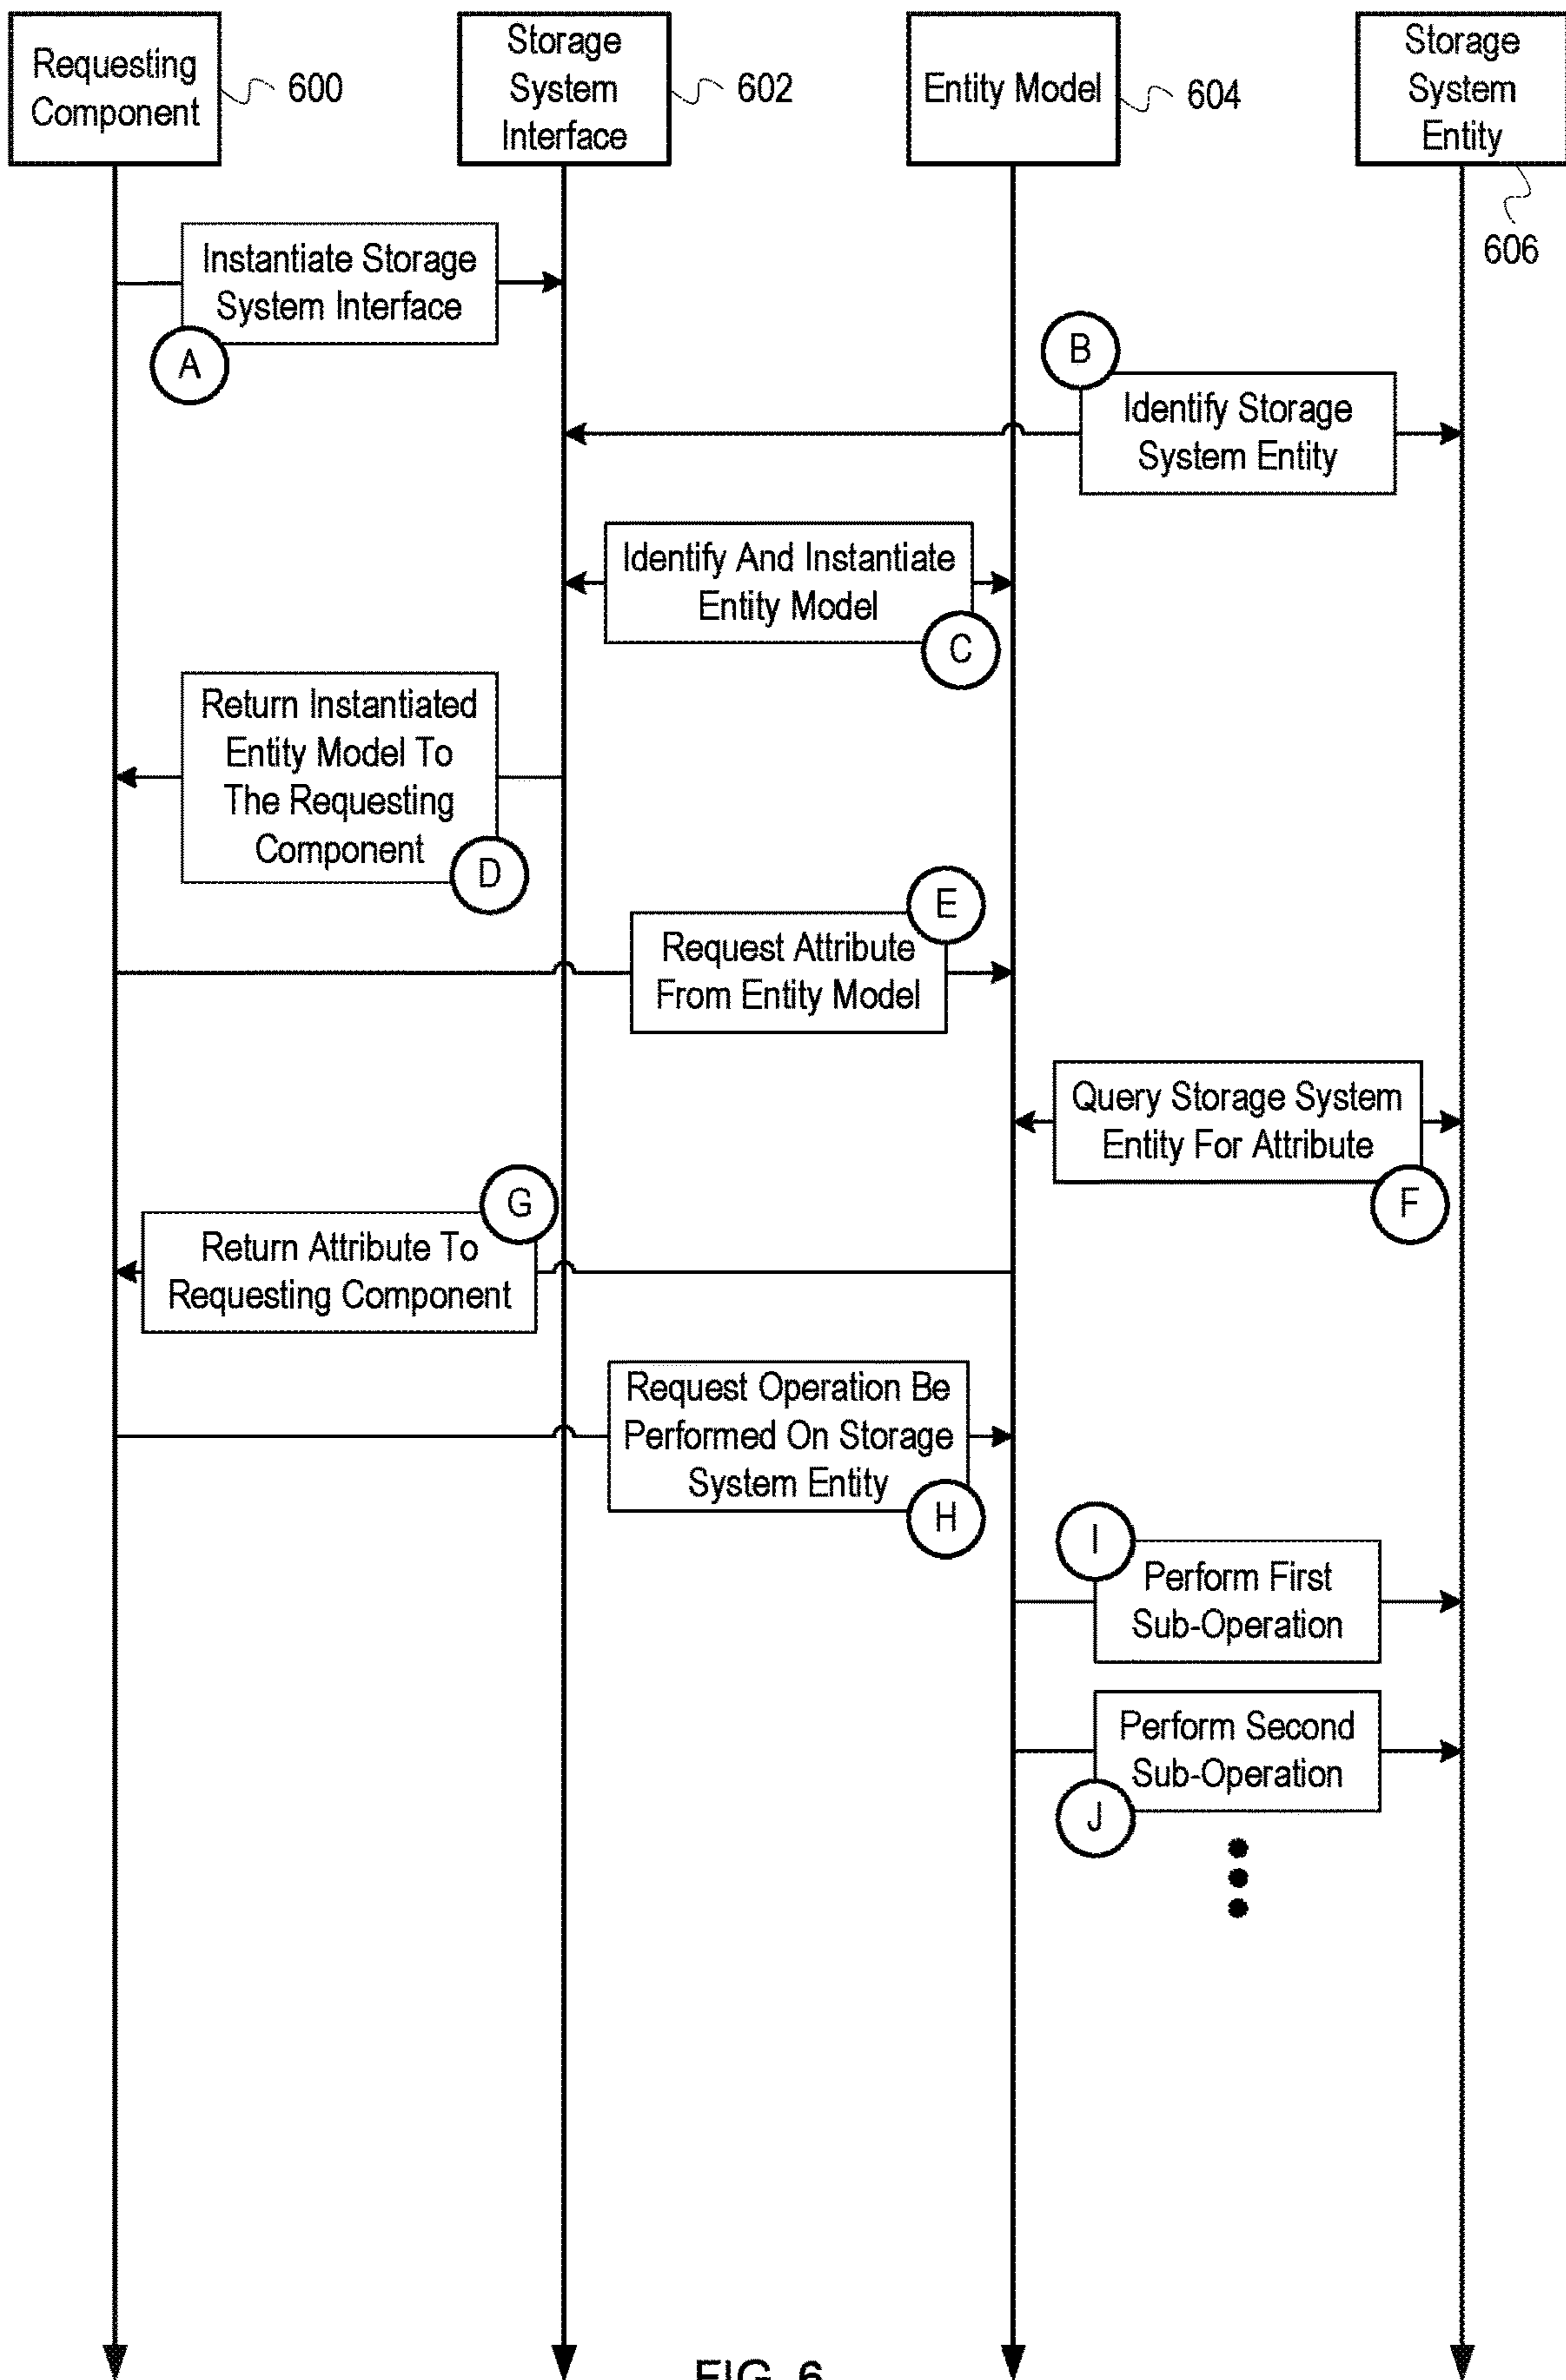 Requesting
Component
600
Storage
System
Interface
602
Entity Model
604
Storage
System
Entity
606
Instantiate Storage
System Interface
A
B
Identify Storage
System Entity
Identify And Instantiate
Entity Model
C
Return Instantiated
Entity Model To
The Requesting
Component
D
E
Request Attribute
From Entity Model
Query Storage System
Entity For Attribute
F
G
Return Attribute To
Requesting Component
Request Operation Be
Performed On Storage
System Entity
H
I
Perform First
Sub-Operation
Perform Second
Sub-Operation
J
FIG. 6